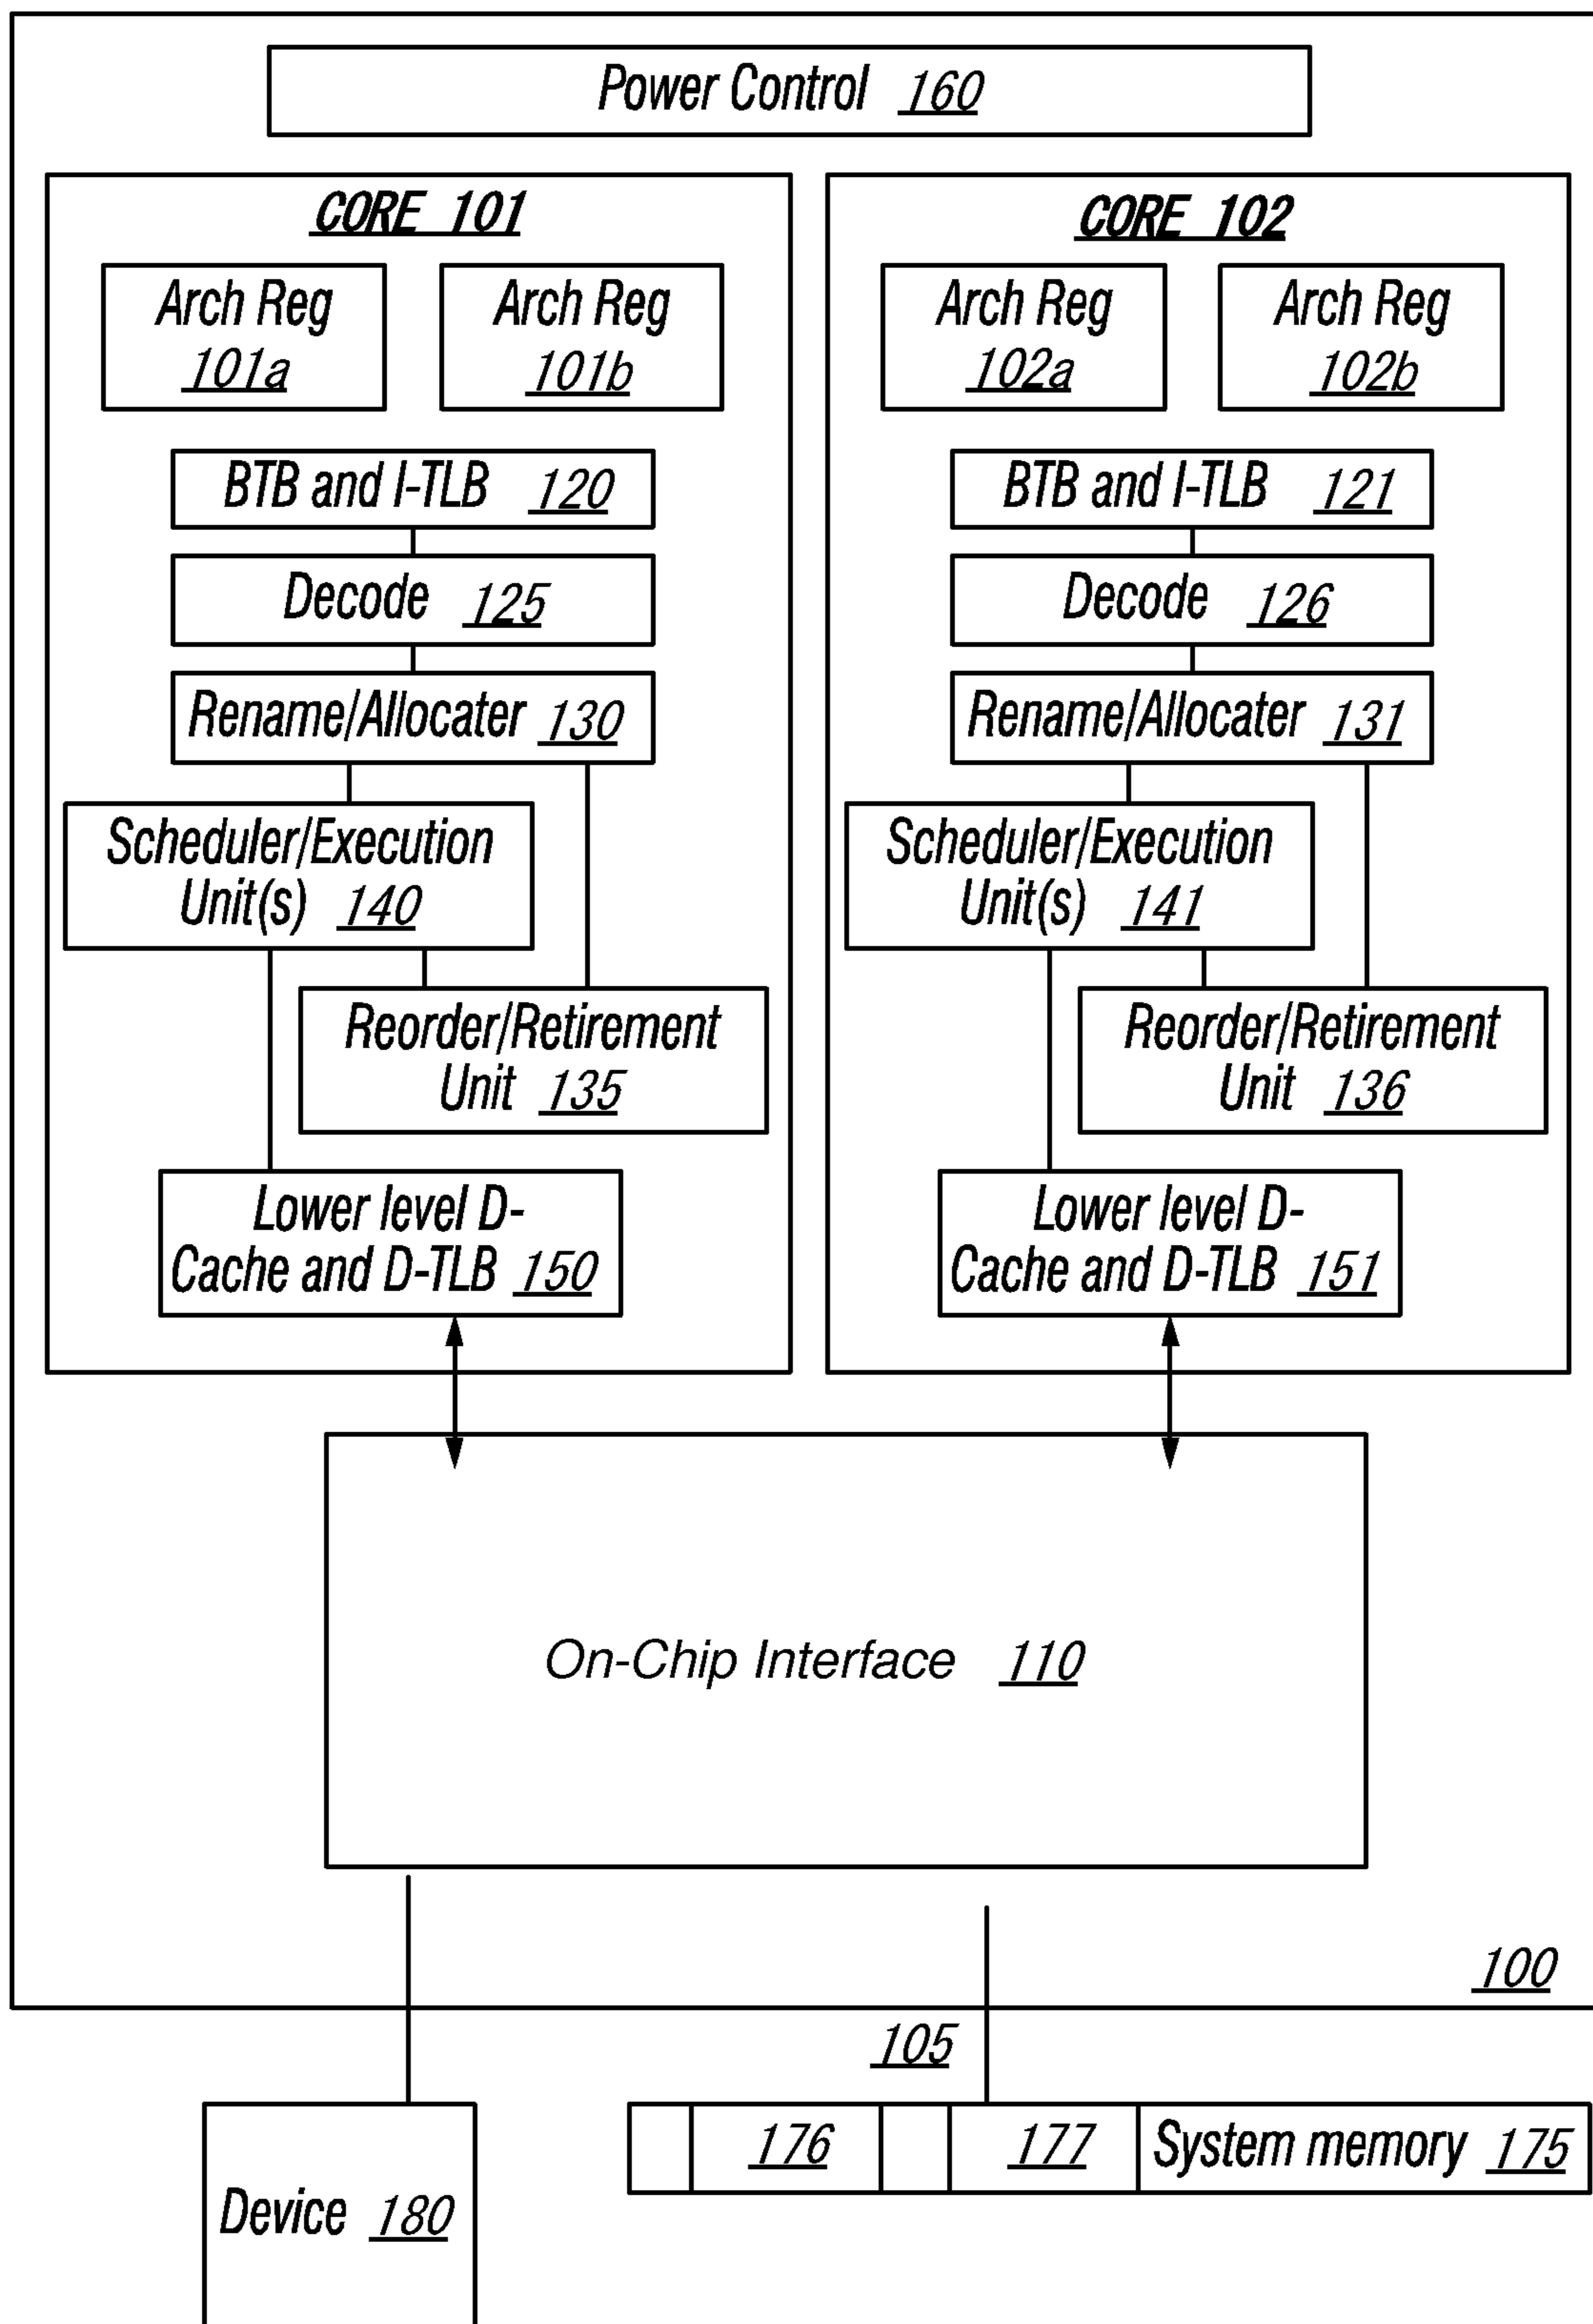 Power Control 160
CORE 101
Arch Reg
101a
Arch Reg
101b
BTB and I-TLB 120
Decode 125
Rename/Allocater 130
Scheduler/Execution
Unit(s) 140
Reorder/Retirement
Unit 135
Lower level D-
Cache and D-TLB 150
CORE 102
Arch Reg
102a
Arch Reg
102b
BTB and I-TLB 121
Decode 126
Rename/Allocater 131
Scheduler/Execution
Unit(s) 141
Reorder/Retirement
Unit 136
Lower level D-
Cache and D-TLB 151
On-Chip Interface 110
100
105
176
177
System memory 175
Device 180